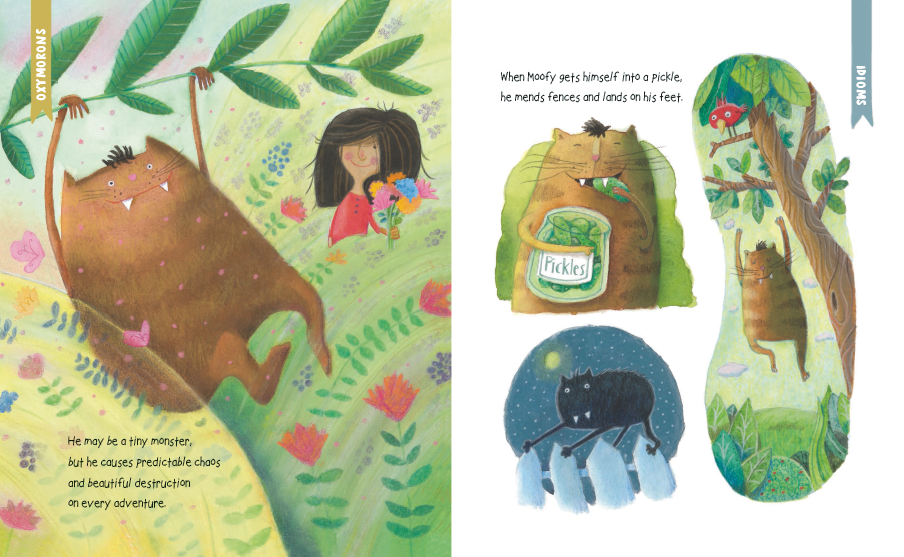 OXYMORONS
He may be a tiny monster,
but he causes predictable chaos
and beautiful destruction
on every adventure.
IDIOMS
When Moofy gets himself into a pickle,
he mends fences and lands on his feet.
Pickles